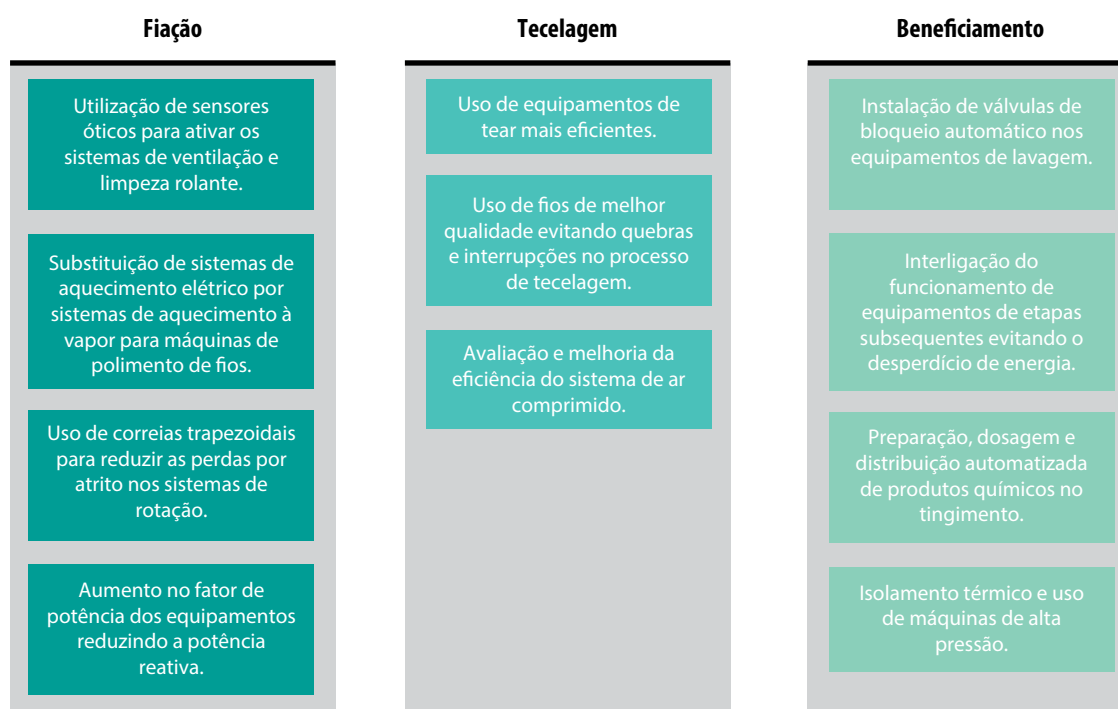 Fiação
Utilização de sensores
óticos para ativar os
sistemas de ventilação e
limpeza rolante.
Substituição de sistemas de
aquecimento elétrico por
sistemas de aquecimento à
vapor para máquinas de
polimento de fios.
Uso de correias trapezoidais
para reduzir as perdas por
atrito nos sistemas de
rotação.
Aumento no fator de
potência dos equipamentos
reduzindo a potência
reativa.
Tecelagem
Uso de equipamentos de
tear mais eficientes.
Uso de fios de melhor
qualidade evitando quebras
e interrupções no processo
de tecelagem.
Avaliação e melhoria da
eficiência do sistema de ar
comprimido.
Beneficiamento
Instalação de válvulas de
bloqueio automático nos
equipamentos de lavagem.
Interligação do
funcionamento de
equipamentos de etapas
subsequentes evitando o
desperdício de energia.
Preparação, dosagem e
distribuição automatizada
de produtos químicos no
tingimento.
Isolamento térmico e uso
de máquinas de alta
pressão.